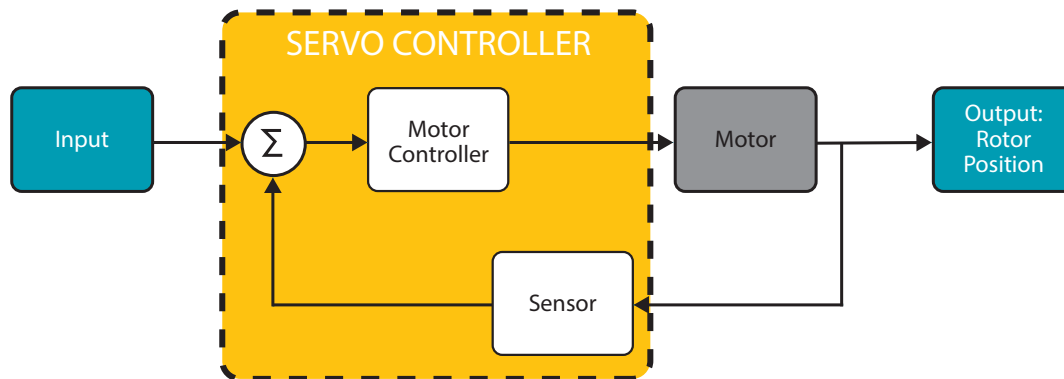 SERVO CONTROLLER
Input
Σ
Motor
Controller
Motor
Output:
Rotor
Position
Sensor